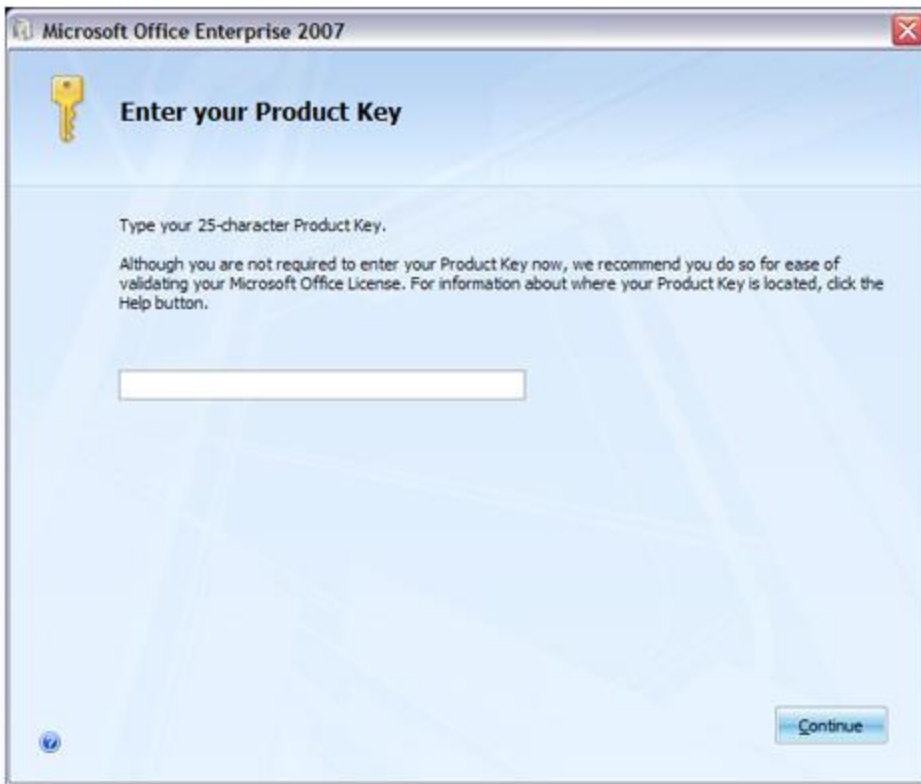 Microsoft Office Enterprise 2007
Enter your Product Key
Type your 25-character Product Key.
Although you are not required to enter your Product Key now, we recommend you do so for ease of
validating your Microsoft Office License. For information about where your Product Key is located, click the
Help button.
Continue